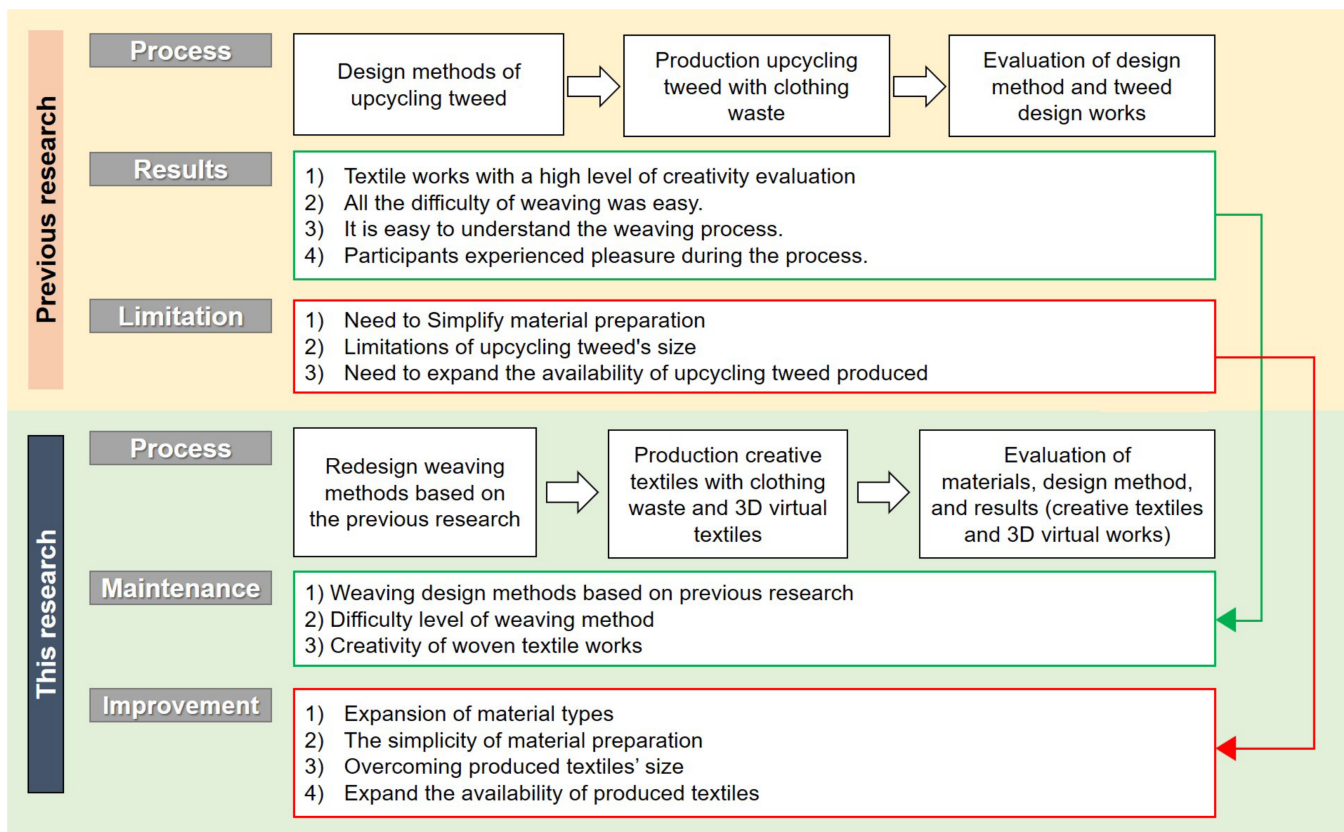 Previous research
Process
Design methods of
upcycling tweed
Production upcycling
tweed with clothing
waste
Evaluation of design
method and tweed
design works
Results
1) Textile works with a high level of creativity evaluation
2) All the difficulty of weaving was easy.
3) It is easy to understand the weaving process.
4) Participants experienced pleasure during the process.
Limitation
1) Need to Simplify material preparation
2) Limitations of upcycling tweed's size
3) Need to expand the availability of upcycling tweed produced
This research
Process
Redesign weaving
methods based on
the previous research
Production creative
textiles with clothing
waste and 3D virtual
textiles
Evaluation of
materials, design method,
and results (creative textiles
and 3D virtual works)
Maintenance
1) Weaving design methods based on previous research
2) Difficulty level of weaving method
3) Creativity of woven textile works
Improvement
1) Expansion of material types
2) The simplicity of material preparation
3) Overcoming produced textiles’ size
4) Expand the availability of produced textiles